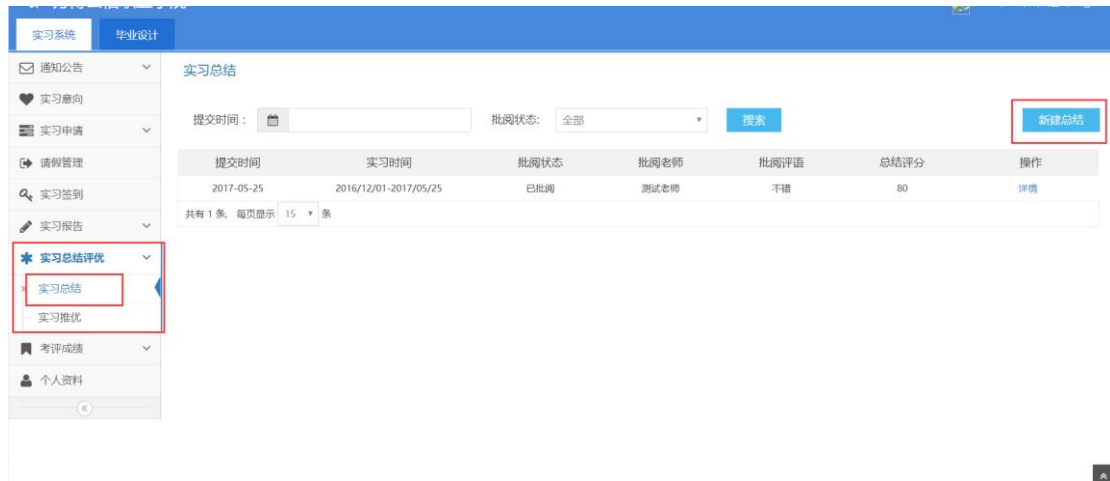 实习系统 毕业设计
通知公告
实习意向
实习申请
请假管理
实习签到
实习报告
实习总结评优
实习总结
实习推优
考评成绩
个人资料
实习总结
提交时间： 批阅状态: 全部 搜索 新建总结
提交时间 实习时间 批阅状态 批阅老师 批阅评语 总结评分 操作
2017-05-25 2016/12/01-2017/05/25 已批阅 测试老师 不错 80 详情
共有 1 条, 每页显示 15 条